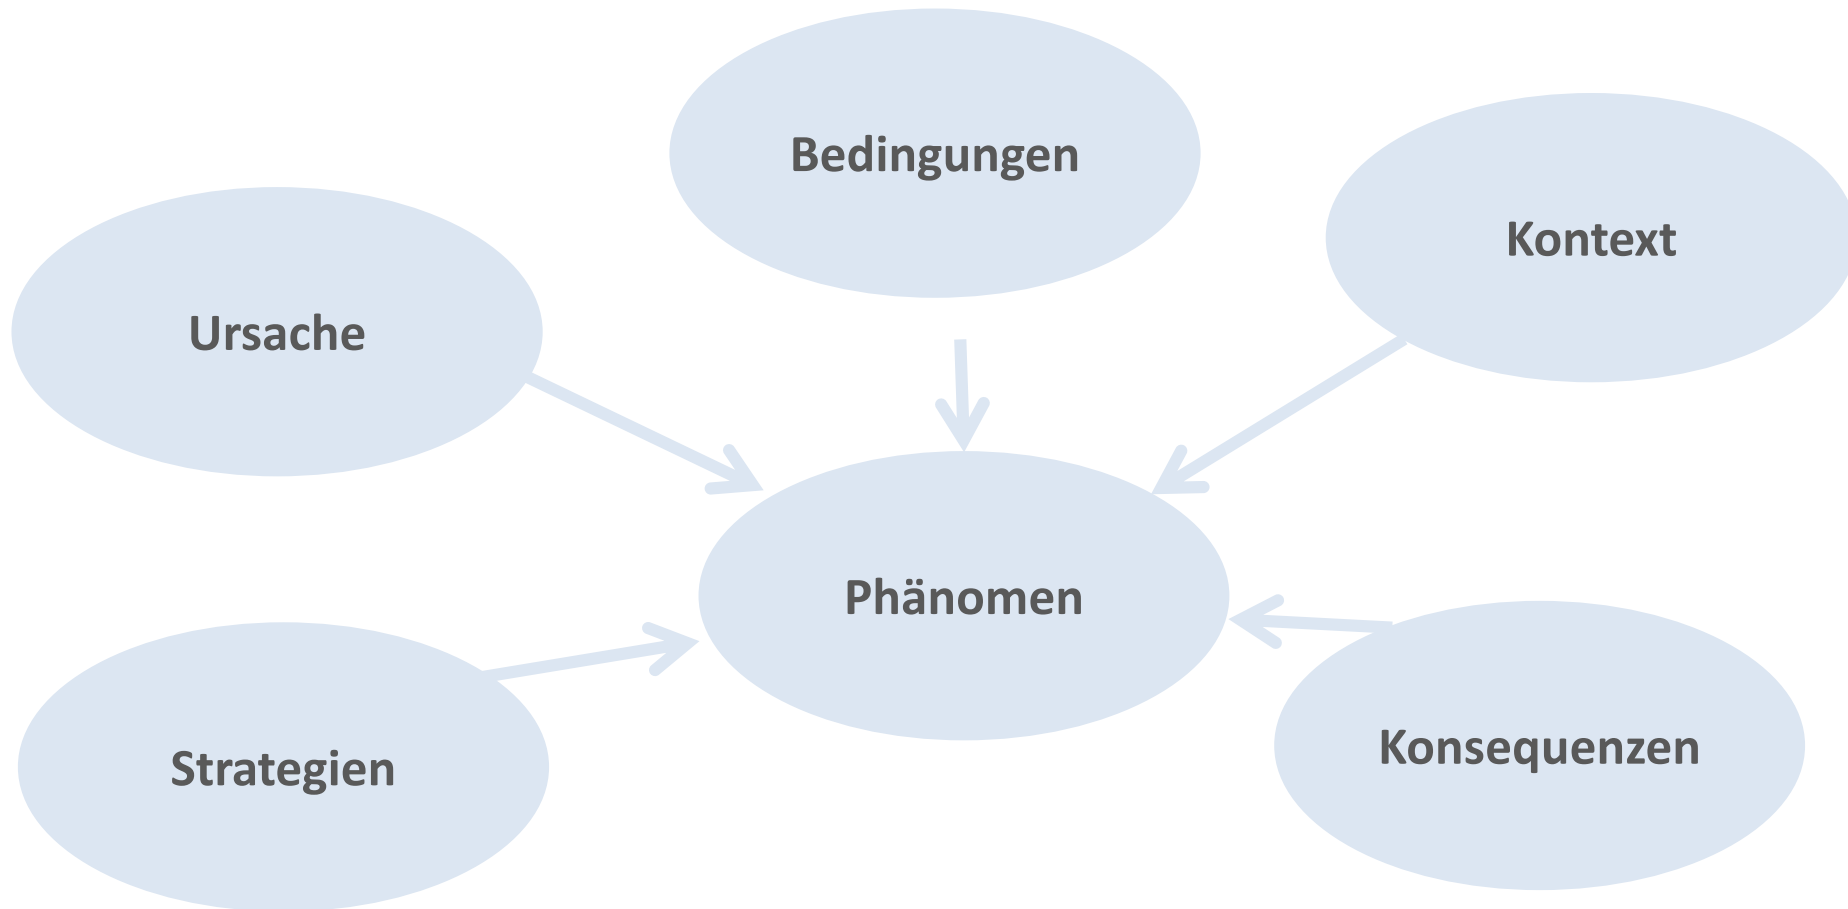 Bedingungen
Kontext
Ursache
Phänomen
Strategien
Konsequenzen